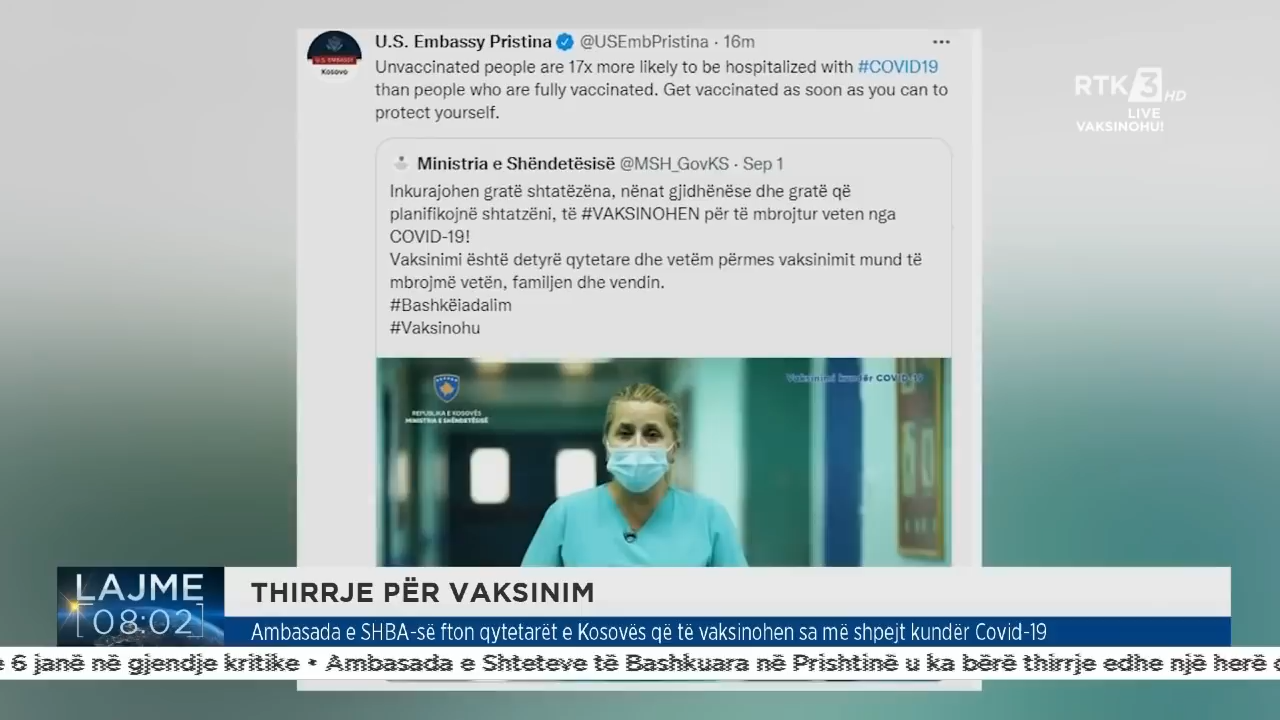 U.S. Embassy Pristina @USEmbPristina · 16m
Unvaccinated people are 17x more likely to be hospitalized with #COVID19
than people who are fully vaccinated. Get vaccinated as soon as you can to
protect yourself.
U.S. EMBASSY
Kosovo
RTK 3 HD
LIVE
VAKSINOHU!
Ministria e Shëndetësisë @MSH_GovKS · Sep 1
Inkurajohen gratë shtatëzëna, nënat gjidhënëse dhe gratë që
planifikojnë shtatzëni, të #VAKSINOHEN për të mbrojtur veten nga
COVID-19!
Vaksinimi është detyrë qytetare dhe vetëm përmes vaksinimit mund të
mbrojmë vetën, familjen dhe vendin.
#Bashkëiadalim
#Vaksinohu
REPUBLIKA E KOSOVËS
MINISTRIA E SHËNDETËSISË
Vaksinimi kundër COVID-19
LAJME
08:02
THIRRJE PËR VAKSINIM
Ambasada e SHBA-së fton qytetarët e Kosovës që të vaksinohen sa më shpejt kundër Covid-19
e 6 janë në gjendje kritike • Ambasada e Shteteve të Bashkuara në Prishtinë u ka bërë thirrje edhe një herë